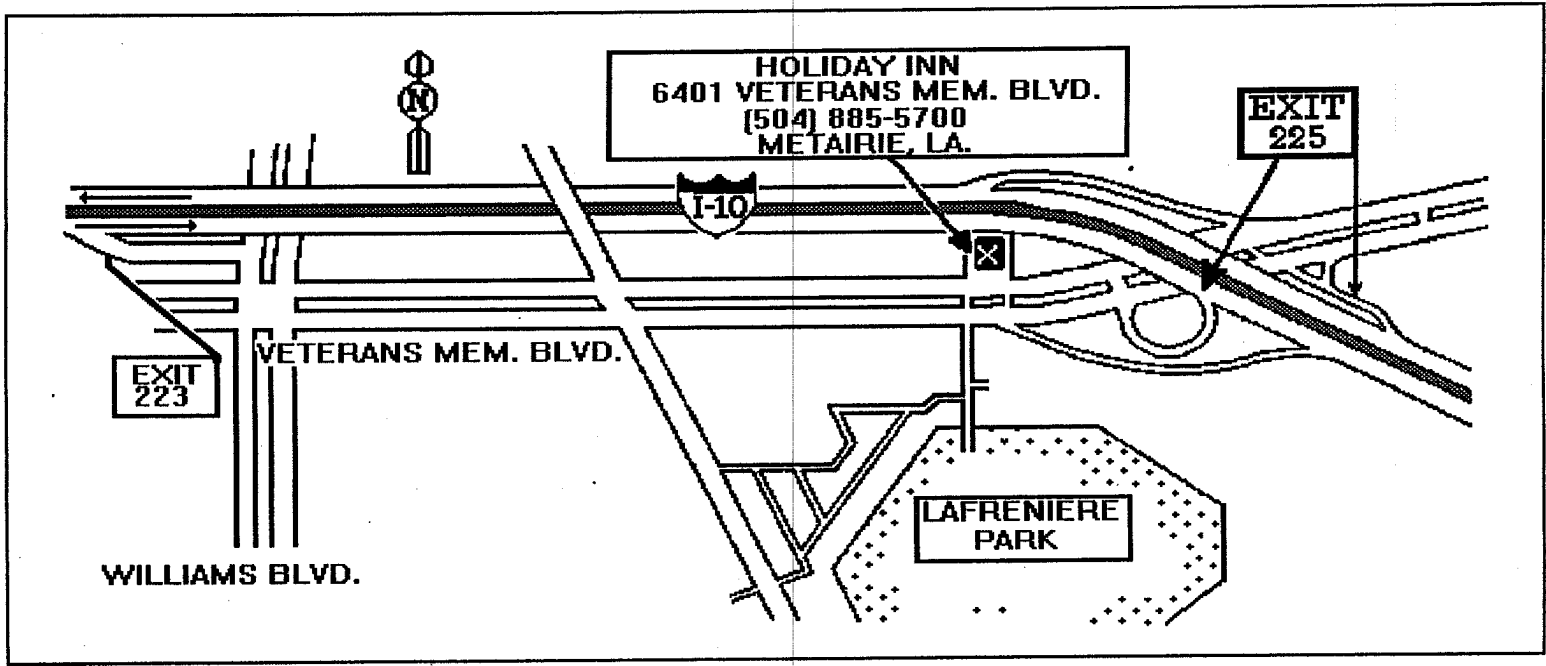 HOLIDAY INN
6401 VETERANS MEM. BLVD.
(504) 885-5700
METAIRIE, LA.
N
EXIT
225
I-10
VETERANS MEM. BLVD.
EXIT
223
LAFRENIERE
PARK
WILLIAMS BLVD.